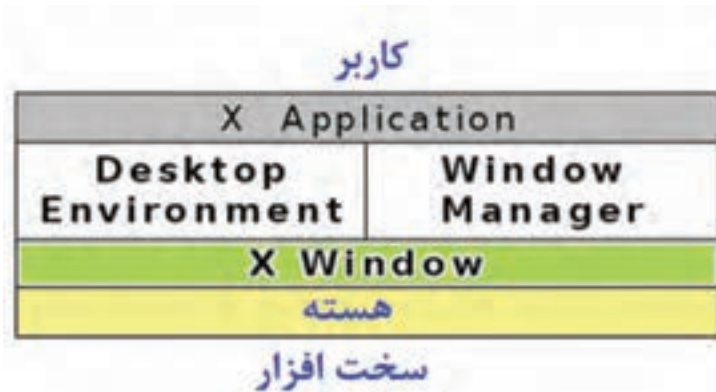 کاربر
X Application
Desktop Environment
Window Manager
X Window
هسته
سخت افزار